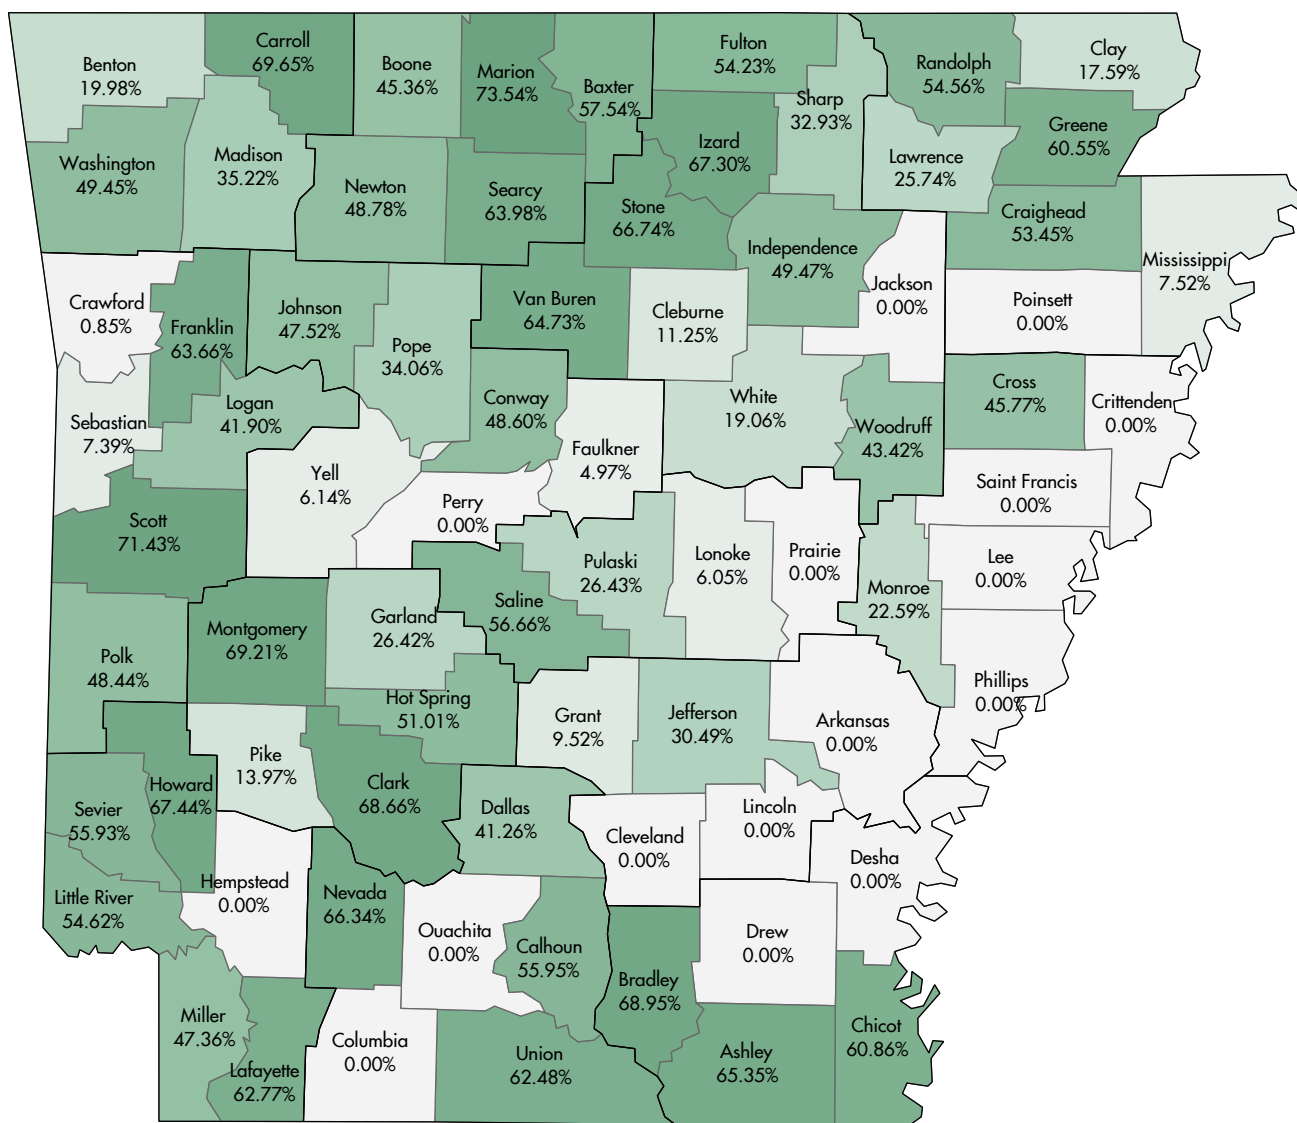 Benton
19.98%
Carroll
69.65%
Boone
45.36%
Marion
73.54%
Baxter
57.54%
Fulton
54.23%
Sharp
32.93%
Randolph
54.56%
Clay
17.59%
Washington
49.45%
Madison
35.22%
Newton
48.78%
Searcy
63.98%
Stone
66.74%
Izard
67.30%
Lawrence
25.74%
Greene
60.55%
Independence
49.47%
Craighead
53.45%
Mississippi
7.52%
Crawford
0.85%
Franklin
63.66%
Johnson
47.52%
Pope
34.06%
Van Buren
64.73%
Cleburne
11.25%
Jackson
0.00%
Poinsett
0.00%
Sebastian
7.39%
Logan
41.90%
Conway
48.60%
White
19.06%
Woodruff
43.42%
Cross
45.77%
Crittenden
0.00%
Scott
71.43%
Yell
6.14%
Perry
0.00%
Faulkner
4.97%
Saint Francis
0.00%
Pulaski
26.43%
Lonoke
6.05%
Prairie
0.00%
Monroe
22.59%
Lee
0.00%
Polk
48.44%
Montgomery
69.21%
Garland
26.42%
Saline
56.66%
Hot Spring
51.01%
Grant
9.52%
Jefferson
30.49%
Arkansas
0.00%
Phillips
0.00%
Sevier
55.93%
Howard
67.44%
Pike
13.97%
Clark
68.66%
Dallas
41.26%
Cleveland
0.00%
Lincoln
0.00%
Desha
0.00%
Little River
54.62%
Hempstead
0.00%
Nevada
66.34%
Ouachita
0.00%
Calhoun
55.95%
Bradley
68.95%
Drew
0.00%
Miller
47.36%
Lafayette
62.77%
Columbia
0.00%
Union
62.48%
Ashley
65.35%
Chicot
60.86%